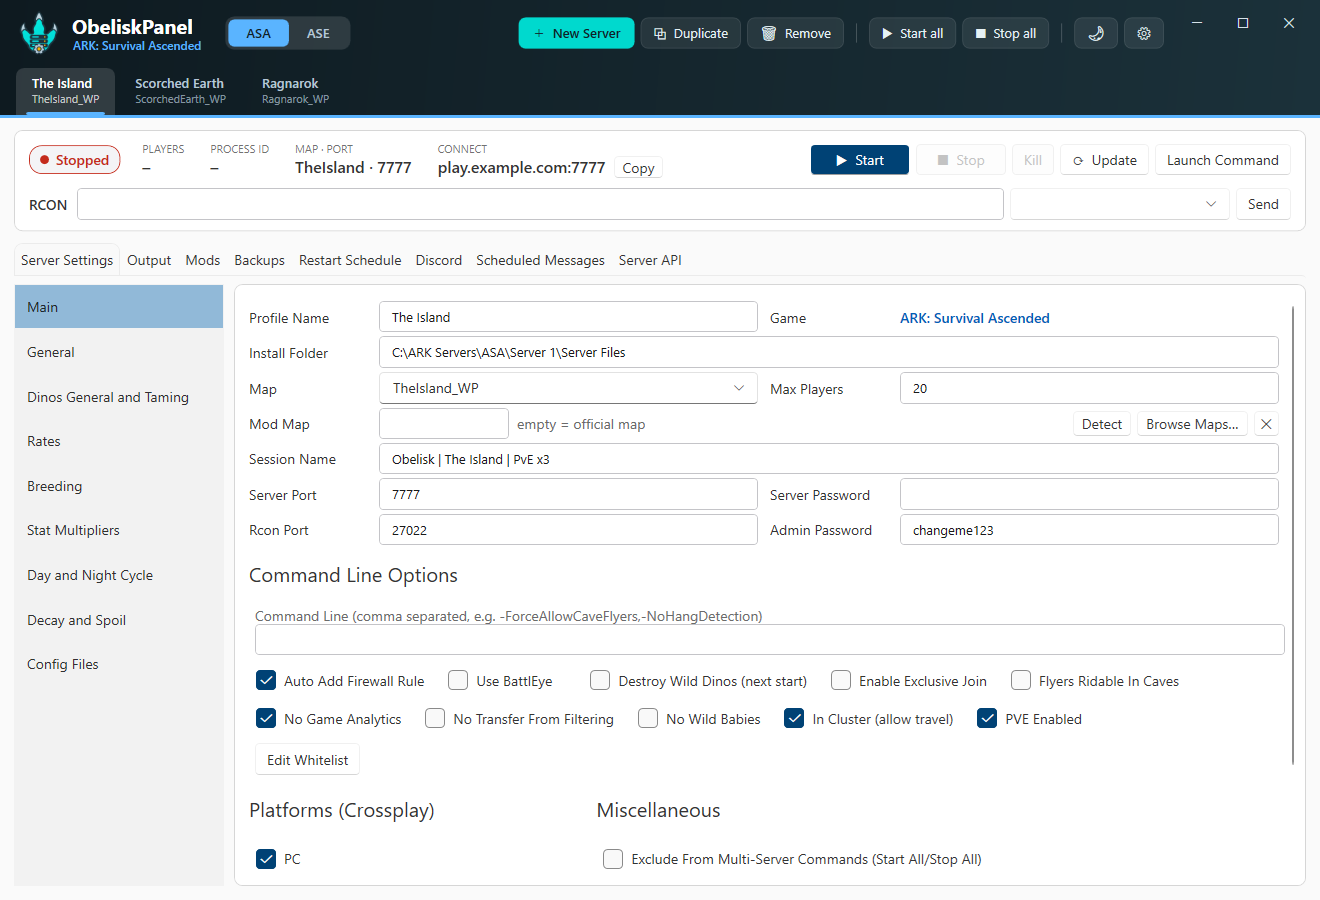 ObeliskPanel
ARK: Survival Ascended
ASA
ASE
+ New Server
Duplicate
Remove
Start all
Stop all
The Island
TheIsland_WP
Scorched Earth
ScorchedEarth_WP
Ragnarok
Ragnarok_WP
Stopped
PLAYERS
–
PROCESS ID
–
MAP · PORT
TheIsland · 7777
CONNECT
play.example.com:7777
Copy
Start
Stop
Kill
Update
Launch Command
RCON
Send
Server Settings
Output
Mods
Backups
Restart Schedule
Discord
Scheduled Messages
Server API
Main
General
Dinos General and Taming
Rates
Breeding
Stat Multipliers
Day and Night Cycle
Decay and Spoil
Config Files
Profile Name
The Island
Game
ARK: Survival Ascended
Install Folder
C:\ARK Servers\ASA\Server 1\Server Files
Map
TheIsland_WP
Max Players
20
Mod Map
empty = official map
Detect
Browse Maps...
Session Name
Obelisk | The Island | PvE x3
Server Port
7777
Server Password
Rcon Port
27022
Admin Password
changeme123
Command Line Options
Command Line (comma separated, e.g. -ForceAllowCaveFlyers,-NoHangDetection)
Auto Add Firewall Rule
Use BattlEye
Destroy Wild Dinos (next start)
Enable Exclusive Join
Flyers Ridable In Caves
No Game Analytics
No Transfer From Filtering
No Wild Babies
In Cluster (allow travel)
PVE Enabled
Edit Whitelist
Platforms (Crossplay)
Miscellaneous
PC
Exclude From Multi-Server Commands (Start All/Stop All)